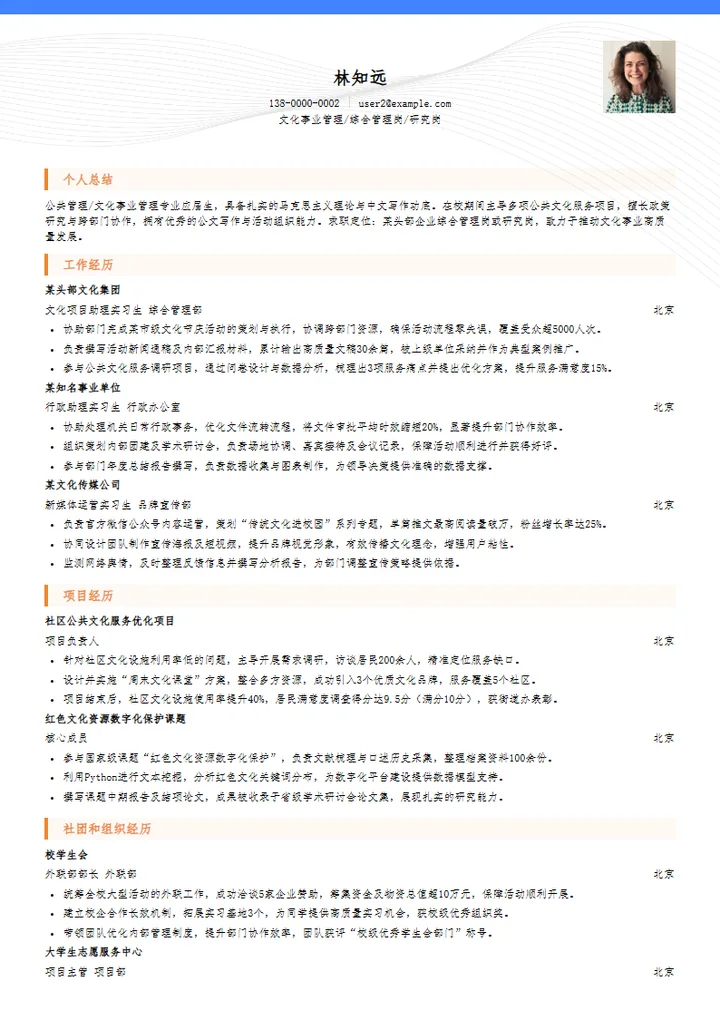 林知远
138-0000-0002 | user2@example.com
文化事业管理/综合管理岗/研究岗
个人总结
公共管理/文化事业管理专业应届生，具备扎实的马克思主义理论与中文写作功底。在校期间主导多项公共文化服务项目，擅长政策
研究与跨部门协作，拥有优秀的公文写作与活动组织能力。求职定位：某头部企业综合管理岗或研究岗，致力于推动文化事业高质
量发展。
工作经历
某头部文化集团
文化项目助理实习生 综合管理部 北京
• 协助部门完成某市级文化节庆活动的策划与执行，协调跨部门资源，确保活动流程零失误，覆盖受众超5000人次。
• 负责撰写活动新闻通稿及内部汇报材料，累计输出高质量文稿30余篇，被上级单位采纳并作为典型案例推广。
• 参与公共文化服务调研项目，通过问卷设计与数据分析，梳理出3项服务痛点并提出优化方案，提升服务满意度15%。
某知名事业单位
行政助理实习生 行政办公室 北京
• 协助处理机关日常行政事务，优化文件流转流程，将文件审批平均时效缩短20%，显著提升部门协作效率。
• 组织策划内部团建及学术研讨会，负责场地协调、嘉宾接待及会议记录，保障活动顺利进行并获得好评。
• 参与部门年度总结报告撰写，负责数据收集与图表制作，为领导决策提供准确的数据支撑。
某文化传媒公司
新媒体运营实习生 品牌宣传部 北京
• 负责官方微信公众号内容运营，策划“传统文化进校园”系列专题，单篇推文最高阅读量破万，粉丝增长率达25%。
• 协同设计团队制作宣传海报及短视频，提升品牌视觉形象，有效传播文化理念，增强用户粘性。
• 监测网络舆情，及时整理反馈信息并撰写分析报告，为部门调整宣传策略提供依据。
项目经历
社区公共文化服务优化项目
项目负责人 北京
• 针对社区文化设施利用率低的问题，主导开展需求调研，访谈居民200余人，精准定位服务缺口。
• 设计并实施“周末文化课堂”方案，整合多方资源，成功引入3个优质文化品牌，服务覆盖5个社区。
• 项目结束后，社区文化设施使用率提升40%，居民满意度调查得分达9.5分（满分10分），获街道办表彰。
红色文化资源数字化保护课题
核心成员 北京
• 参与国家级课题“红色文化资源数字化保护”，负责文献梳理与口述历史采集，整理档案资料100余份。
• 利用Python进行文本挖掘，分析红色文化关键词分布，为数字化平台建设提供数据模型支持。
• 撰写课题中期报告及结项论文，成果被收录于省级学术研讨会论文集，展现扎实的研究能力。
社团和组织经历
校学生会
外联部部长 外联部 北京
• 统筹全校大型活动的外联工作，成功洽谈5家企业赞助，筹集资金及物资总值超10万元，保障活动顺利开展。
• 建立校企合作长效机制，拓展实习基地3个，为同学提供高质量实习机会，获校级优秀组织奖。
• 带领团队优化内部管理制度，提升部门协作效率，团队获评“校级优秀学生会部门”称号。
大学生志愿服务中心
项目主管 项目部 北京